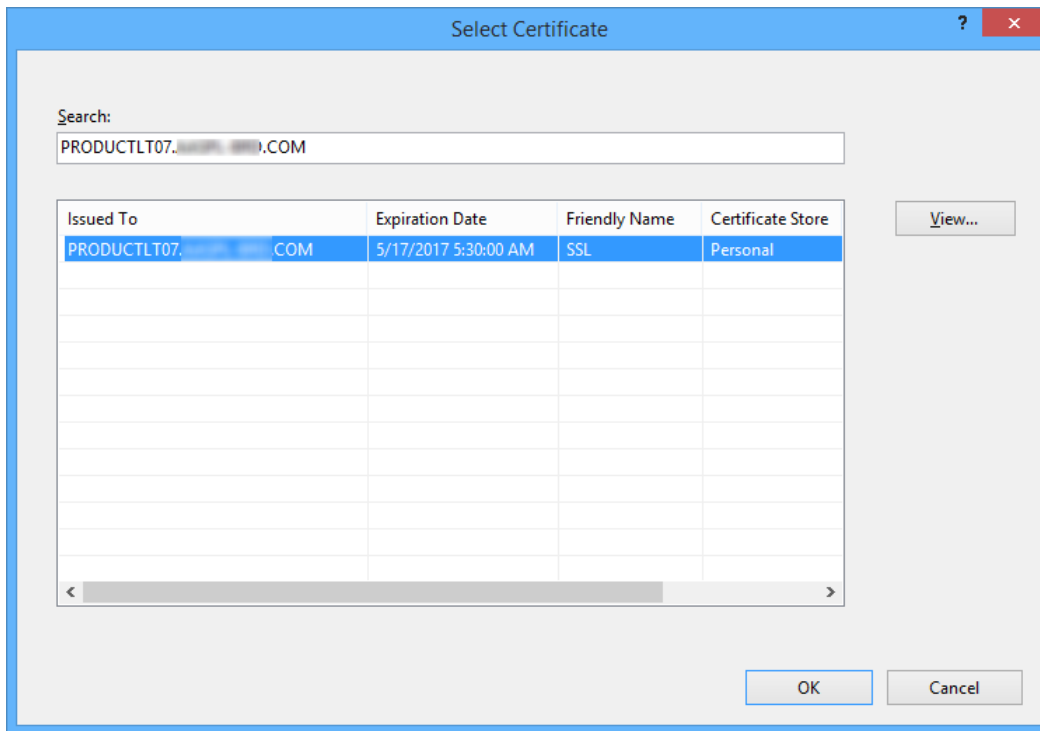 Select Certificate
?
Search:
PRODUCTLT07. .COM
Issued To Expiration Date Friendly Name Certificate Store
PRODUCTLT07. .COM 5/17/2017 5:30:00 AM SSL Personal
View...
OK Cancel